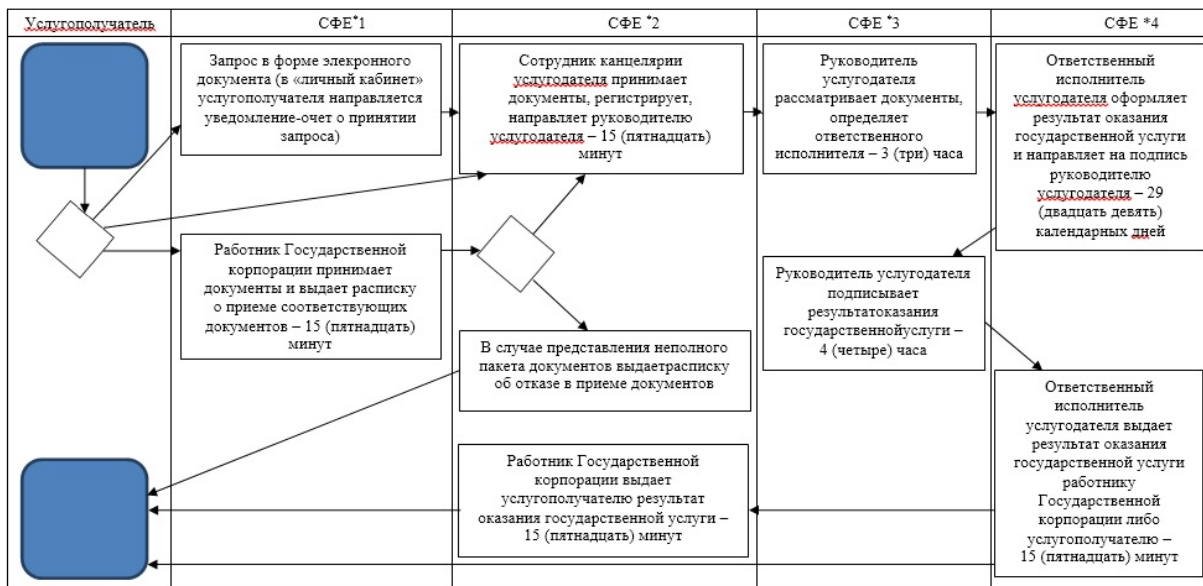 Услугополучатель
СФЕ*1
СФЕ *2
СФЕ *3
СФЕ *4
Запрос в форме элекронного
документа (в «личный кабинет»
услугополучателя направляется
уведомление-очет о принятии
запроса)
Сотрудник канцелярии
услугодателя принимает
документы, регистрирует,
направляет руководителю
услугодателя – 15 (пятнадцать)
минут
Руководитель
услугодателя
рассматривает документы,
определяет
ответственного
исполнителя – 3 (три) часа
Ответственный
исполнитель
услугодателя оформляет
результат оказания
государственной услуги
и направляет на подпись
руководителю
услугодателя – 29
(двадцать девять)
календарных дней
Работник Государственной
корпорации принимает
документы и выдает расписку
о приеме соответствующих
документов – 15 (пятнадцать)
минут
Руководитель услугодателя
подписывает
результатоказания
государственнойуслуги –
4 (четыре) часа
В случае представления неполного
пакета документов выдаетрасписку
об отказе в приеме документов
Ответственный
исполнитель
услугодателя выдает
результат оказания
государственной услуги
работнику
Государственной
корпорации либо
услугополучателю –
15 (пятнадцать) минут
Работник Государственной
корпорации выдает
услугополучателю результат
оказания государственной услуги –
15 (пятнадцать) минут